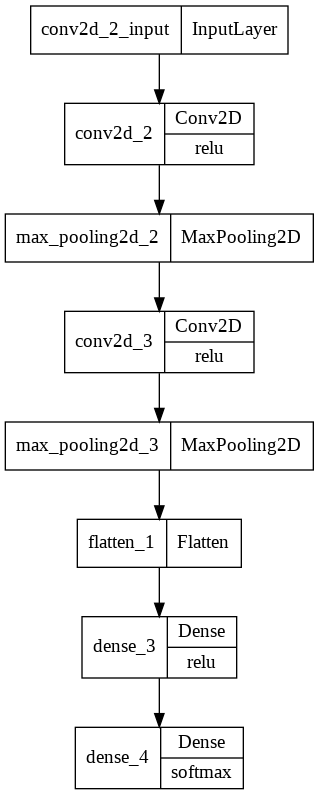 conv2d_2_input InputLayer
conv2d_2 Conv2D
relu
max_pooling2d_2 MaxPooling2D
conv2d_3 Conv2D
relu
max_pooling2d_3 MaxPooling2D
flatten_1 Flatten
dense_3 Dense
relu
dense_4 Dense
softmax